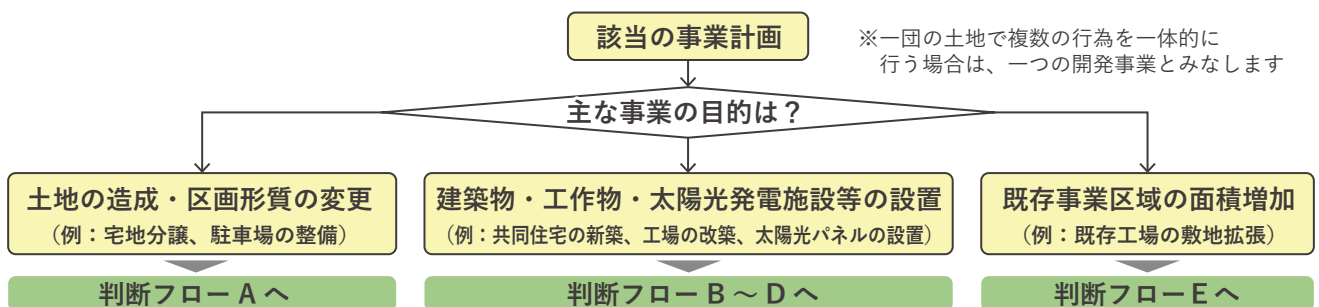 該当の事業計画
※一団の土地で複数の行為を一体的に
行う場合は、一つの開発事業とみなします
主な事業の目的は？
土地の造成・区画形質の変更
（例：宅地分譲、駐車場の整備）
判断フロー A へ
建築物・工作物・太陽光発電施設等の設置
（例：共同住宅の新築、工場の改築、太陽光パネルの設置）
判断フロー B ～ D へ
既存事業区域の面積増加
（例：既存工場の敷地拡張）
判断フロー E へ